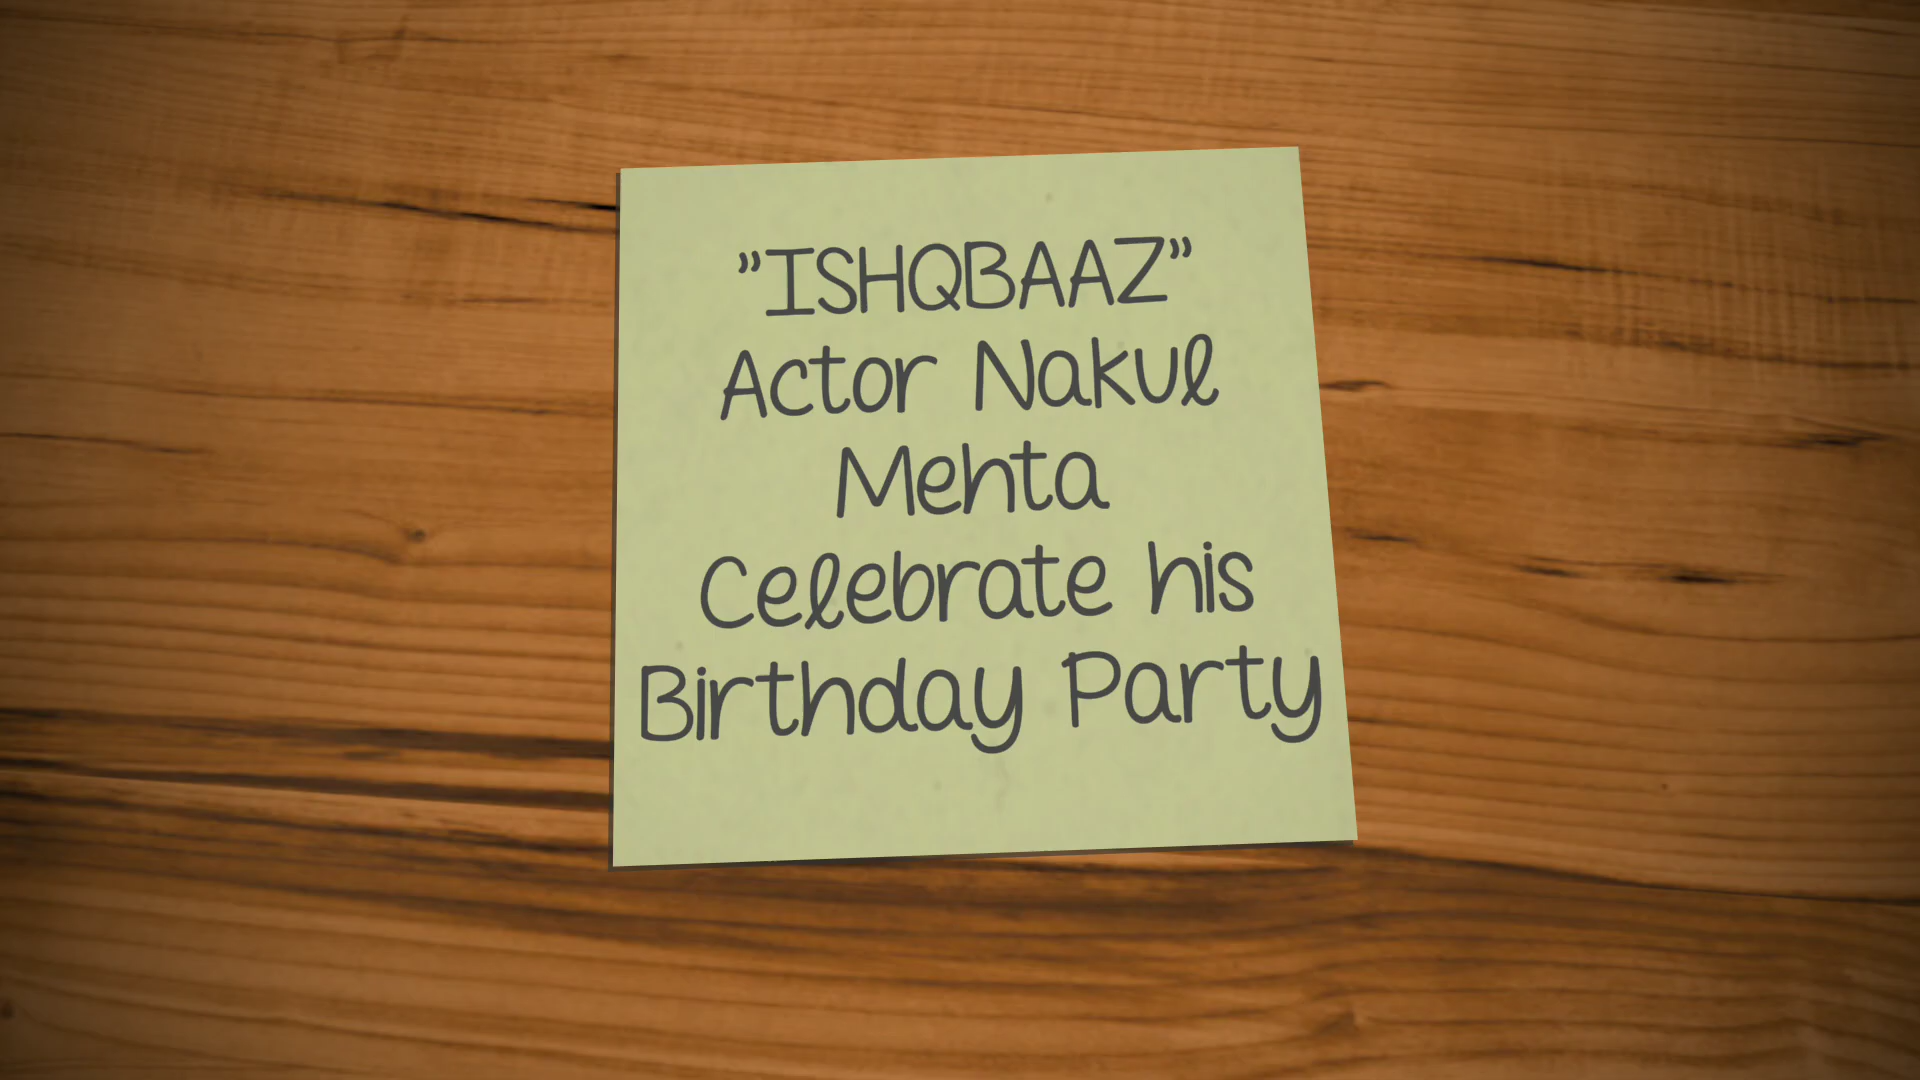 ”ISHQBAAZ”
Actor Nakul
Mehta
Celebrate his
Birthday Party